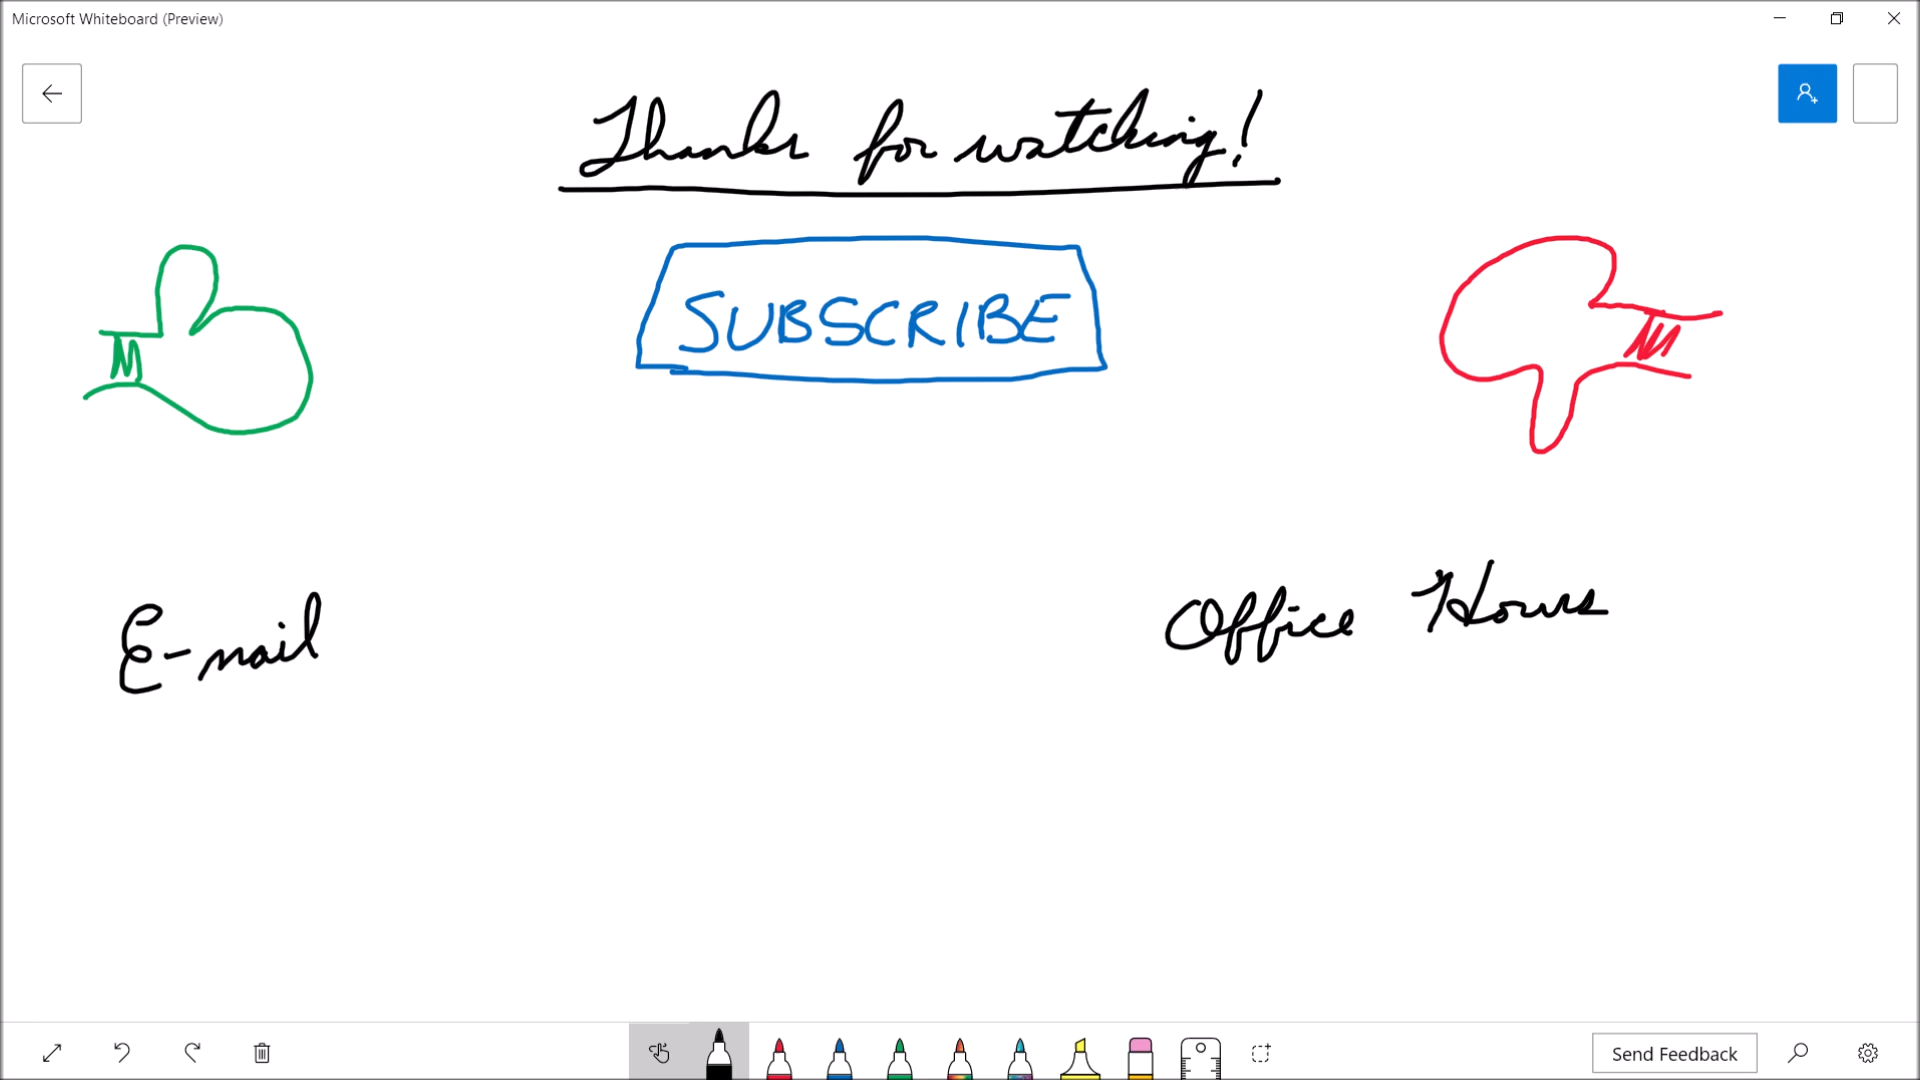 Microsoft Whiteboard (Preview)
Thanks for watching!
SUBSCRIBE
E-mail
Office Hours
Send Feedback